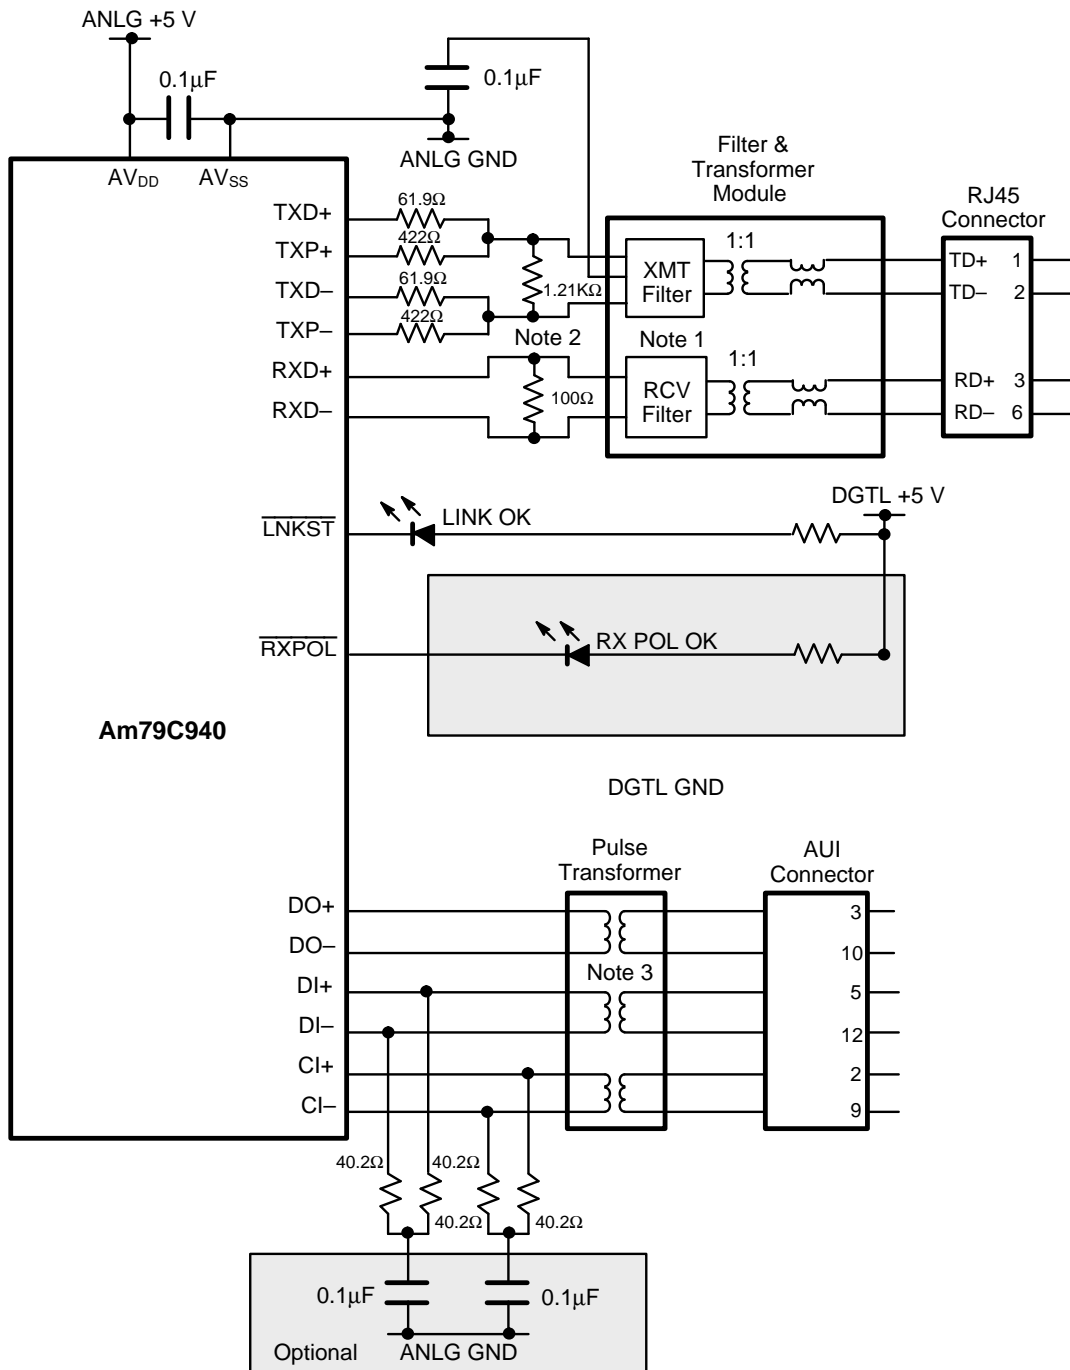 ANLG +5 V
0.1µF
0.1µF
ANLG GND
AVDD
AVSS
Filter &
Transformer
Module
RJ45
Connector
TXD+
61.9Ω
TXP+
422Ω
TXD–
61.9Ω
TXP–
422Ω
1.21KΩ
XMT
Filter
1:1
TD+ 1
TD– 2
Note 2
Note 1
RXD+
RXD–
100Ω
RCV
Filter
1:1
RD+ 3
RD– 6
DGTL +5 V
LNKST
LINK OK
RXPOL
RX POL OK
Am79C940
DGTL GND
Pulse
Transformer
AUI
Connector
DO+
3
DO–
10
Note 3
DI+
5
DI–
12
CI+
2
CI–
9
40.2Ω
40.2Ω
40.2Ω
40.2Ω
0.1µF
0.1µF
Optional
ANLG GND